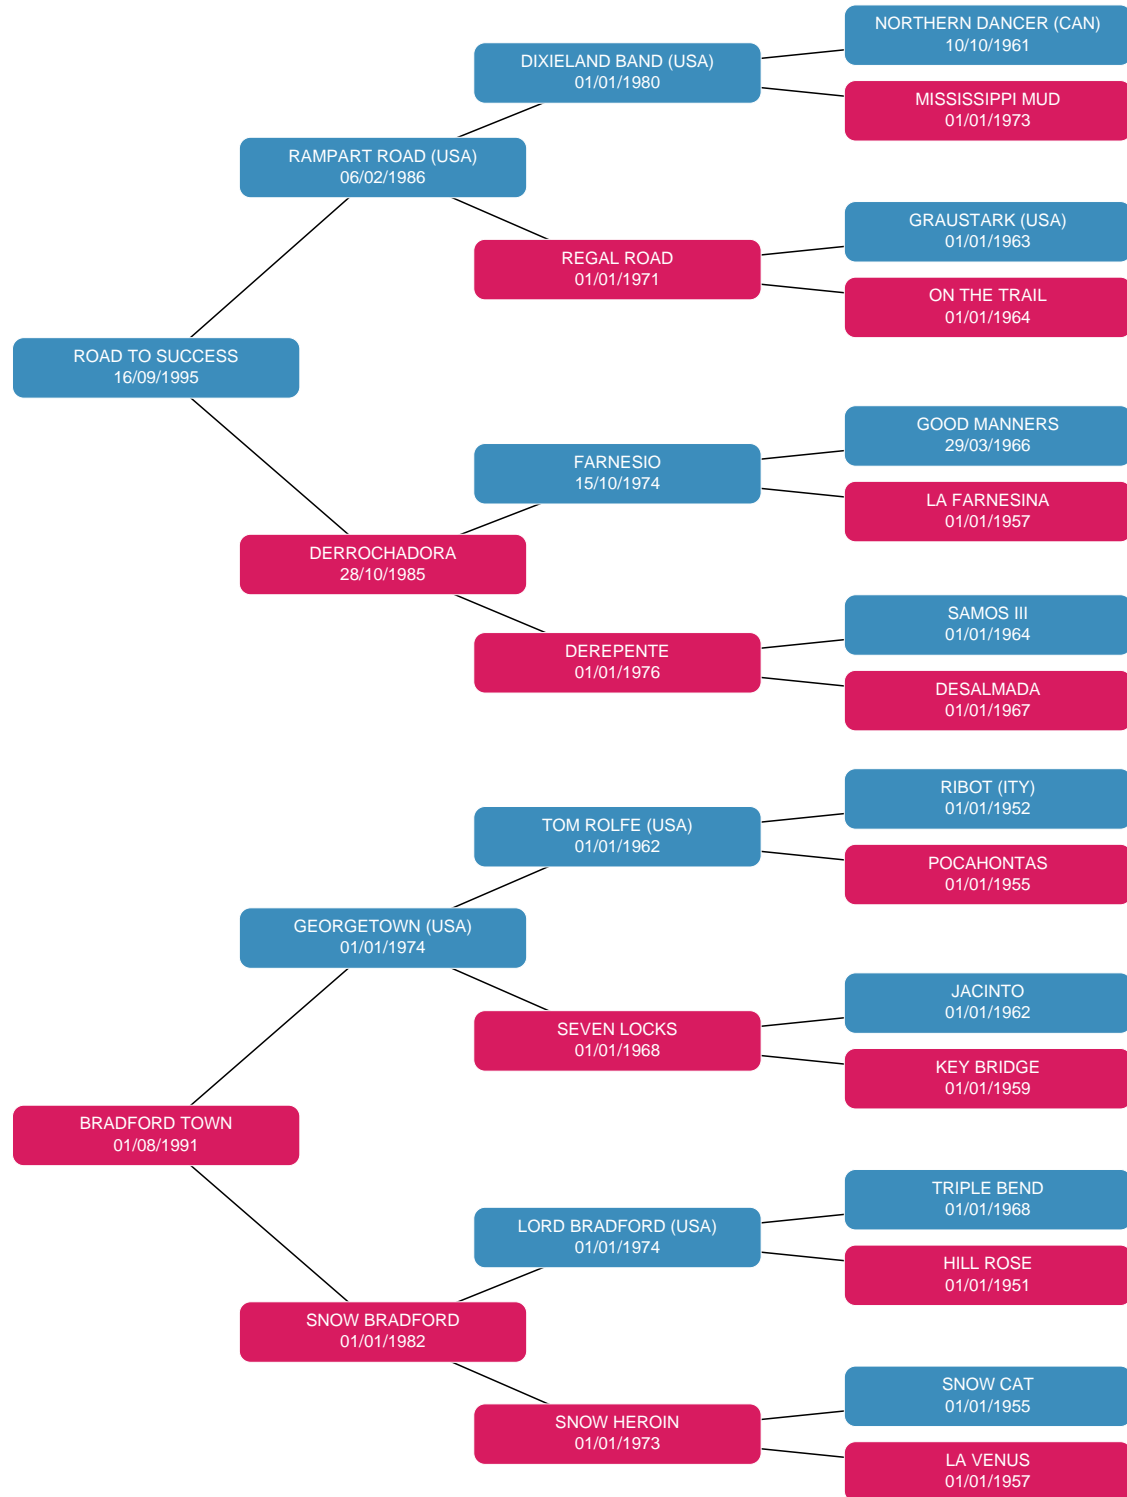 NORTHERN DANCER (CAN)
10/10/1961
DIXIELAND BAND (USA)
01/01/1980
MISSISSIPPI MUD
01/01/1973
RAMPART ROAD (USA)
06/02/1986
GRAUSTARK (USA)
01/01/1963
REGAL ROAD
01/01/1971
ON THE TRAIL
01/01/1964
ROAD TO SUCCESS
16/09/1995
GOOD MANNERS
29/03/1966
FARNESIO
15/10/1974
LA FARNESINA
01/01/1957
DERROCHADORA
28/10/1985
SAMOS III
01/01/1964
DEREPENTE
01/01/1976
DESALMADA
01/01/1967
RIBOT (ITY)
01/01/1952
TOM ROLFE (USA)
01/01/1962
POCAHONTAS
01/01/1955
GEORGETOWN (USA)
01/01/1974
JACINTO
01/01/1962
SEVEN LOCKS
01/01/1968
KEY BRIDGE
01/01/1959
BRADFORD TOWN
01/08/1991
TRIPLE BEND
01/01/1968
LORD BRADFORD (USA)
01/01/1974
HILL ROSE
01/01/1951
SNOW BRADFORD
01/01/1982
SNOW CAT
01/01/1955
SNOW HEROIN
01/01/1973
LA VENUS
01/01/1957